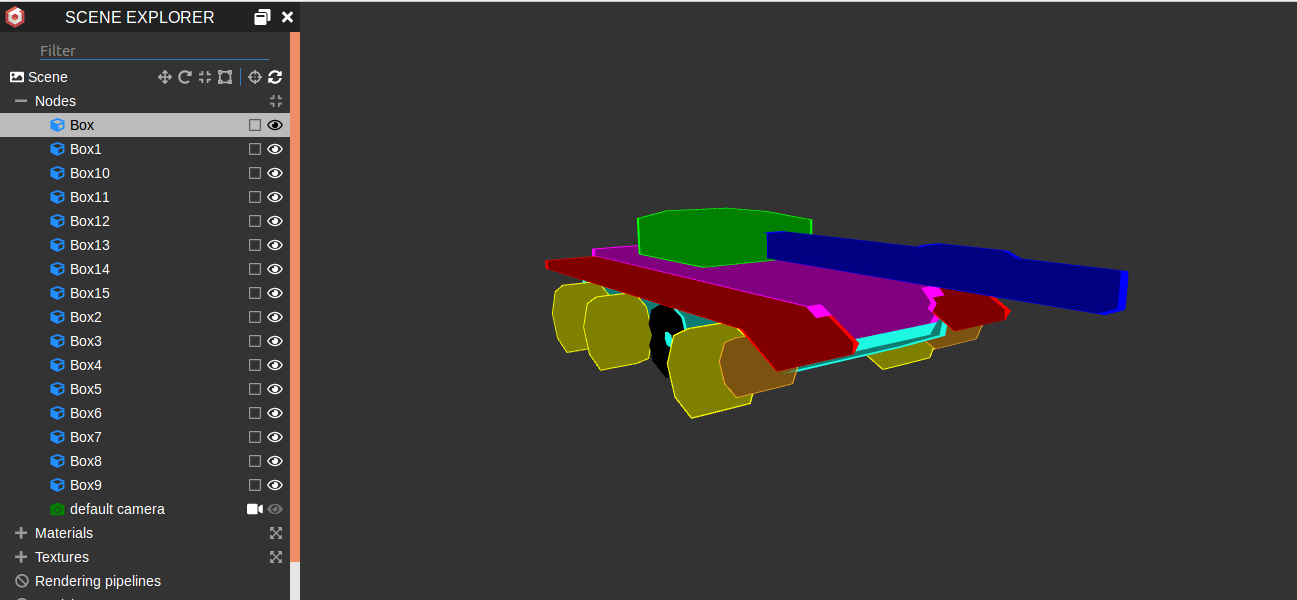 SCENE EXPLORER
Filter
Scene
Nodes
Box
Box1
Box10
Box11
Box12
Box13
Box14
Box15
Box2
Box3
Box4
Box5
Box6
Box7
Box8
Box9
default camera
Materials
Textures
Rendering pipelines